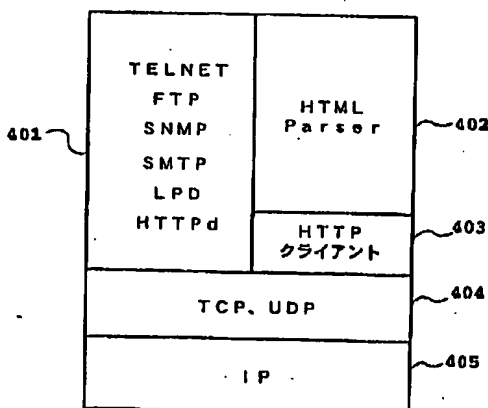 401
TELNET
FTP
SNMP
SMTP
LPD
HTTPd
HTML
Parser
402
HTTP
クライアント
403
TCP、UDP
404
IP
405